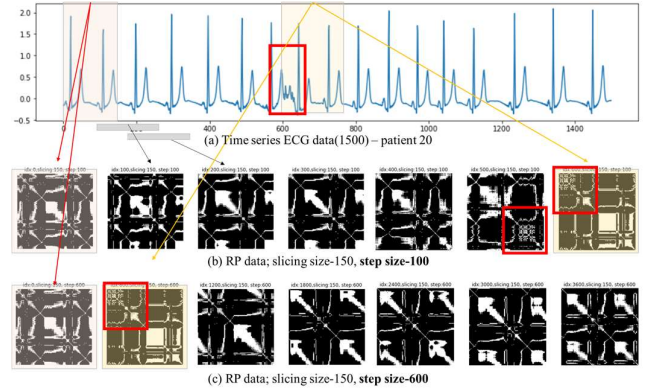 2.0
1.5
1.0
0.5
0.0
−0.5
0 200 400 600 800 1000 1200 1400
(a) Time series ECG data(1500) – patient 20
idx:0,slicing 150, step 100
idx:100,slicing 150, step 100
idx:200,slicing 150, step 100
idx:300,slicing 150, step 100
idx:400,slicing 150, step 100
idx:500,slicing 150, step 100
idx:600,slicing 150, step 100
(b) RP data; slicing size-150, step size-100
idx:0,slicing 150, step 600
idx:600,slicing 150, step 600
idx:1200,slicing 150, step 600
idx:1800,slicing 150, step 600
idx:2400,slicing 150, step 600
idx:3000,slicing 150, step 600
idx:3600,slicing 150, step 600
(c) RP data; slicing size-150, step size-600